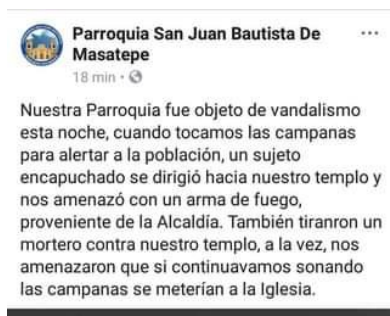 Parroquia San Juan Bautista De
Masatepe
18 min
Nuestra Parroquia fue objeto de vandalismo
esta noche, cuando tocamos las campanas
para alertar a la población, un sujeto
encapuchado se dirigió hacia nuestro templo y
nos amenazó con un arma de fuego,
proveniente de la Alcaldía. También tiranron un
mortero contra nuestro templo, a la vez, nos
amenazaron que si continuavamos sonando
las campanas se meterían a la Iglesia.